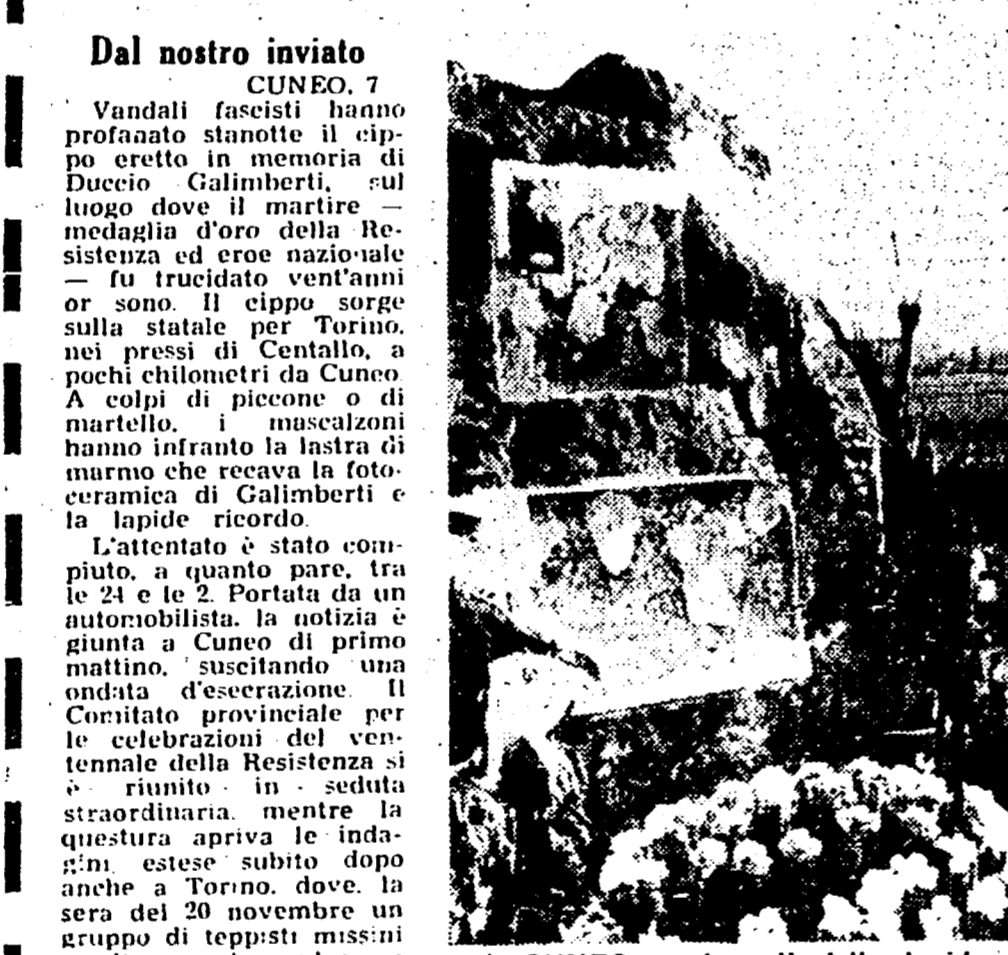 Dal nostro inviato
CUNEO, 7
Vandali fascisti hanno
profanato stanotte il cip-
po eretto in memoria di
Duccio Galimberti, sul
luogo dove il martire —
medaglia d'oro della Re-
sistenza ed eroe nazionale
— fu trucidato vent'anni
or sono. Il cippo sorge
sulla statale per Torino,
nei pressi di Centallo, a
pochi chilometri da Cuneo.
A colpi di piccone o di
martello, i mascalzoni
hanno infranto la lastra di
marmo che recava la foto-
ceramica di Galimberti e
la lapide ricordo.
L'attentato è stato com-
piuto, a quanto pare, tra
le 24 e le 2. Portata da un
automobilista, la notizia è
giunta a Cuneo di primo
mattino, suscitando una
ondata d'esecrazione. Il
Comitato provinciale per
le celebrazioni del ven-
tennale della Resistenza si
è riunito in seduta
straordinaria, mentre la
questura apriva le inda-
gini, estese subito dopo
anche a Torino, dove, la
sera del 20 novembre un
gruppo di teppisti missini